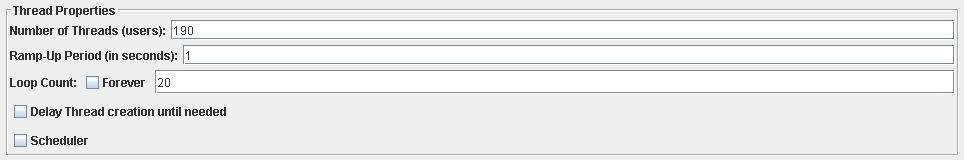 Thread Properties
Number of Threads (users): 190
Ramp-Up Period (in seconds): 1
Loop Count: Forever 20
Delay Thread creation until needed
Scheduler